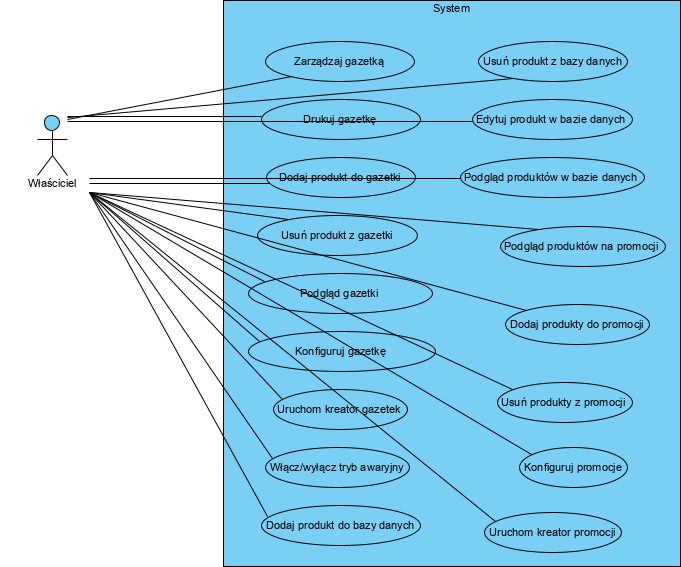 System
Zarządzaj gazetką
Usuń produkt z bazy danych
Drukuj gazetkę
Edytuj produkt w bazie danych
Właściciel
Dodaj produkt do gazetki
Podgląd produktów w bazie danych
Usuń produkt z gazetki
Podgląd produktów na promocji
Podgląd gazetki
Dodaj produkty do promocji
Konfiguruj gazetkę
Usuń produkty z promocji
Uruchom kreator gazetek
Włącz/wyłącz tryb awaryjny
Konfiguruj promocje
Dodaj produkt do bazy danych
Uruchom kreator promocji